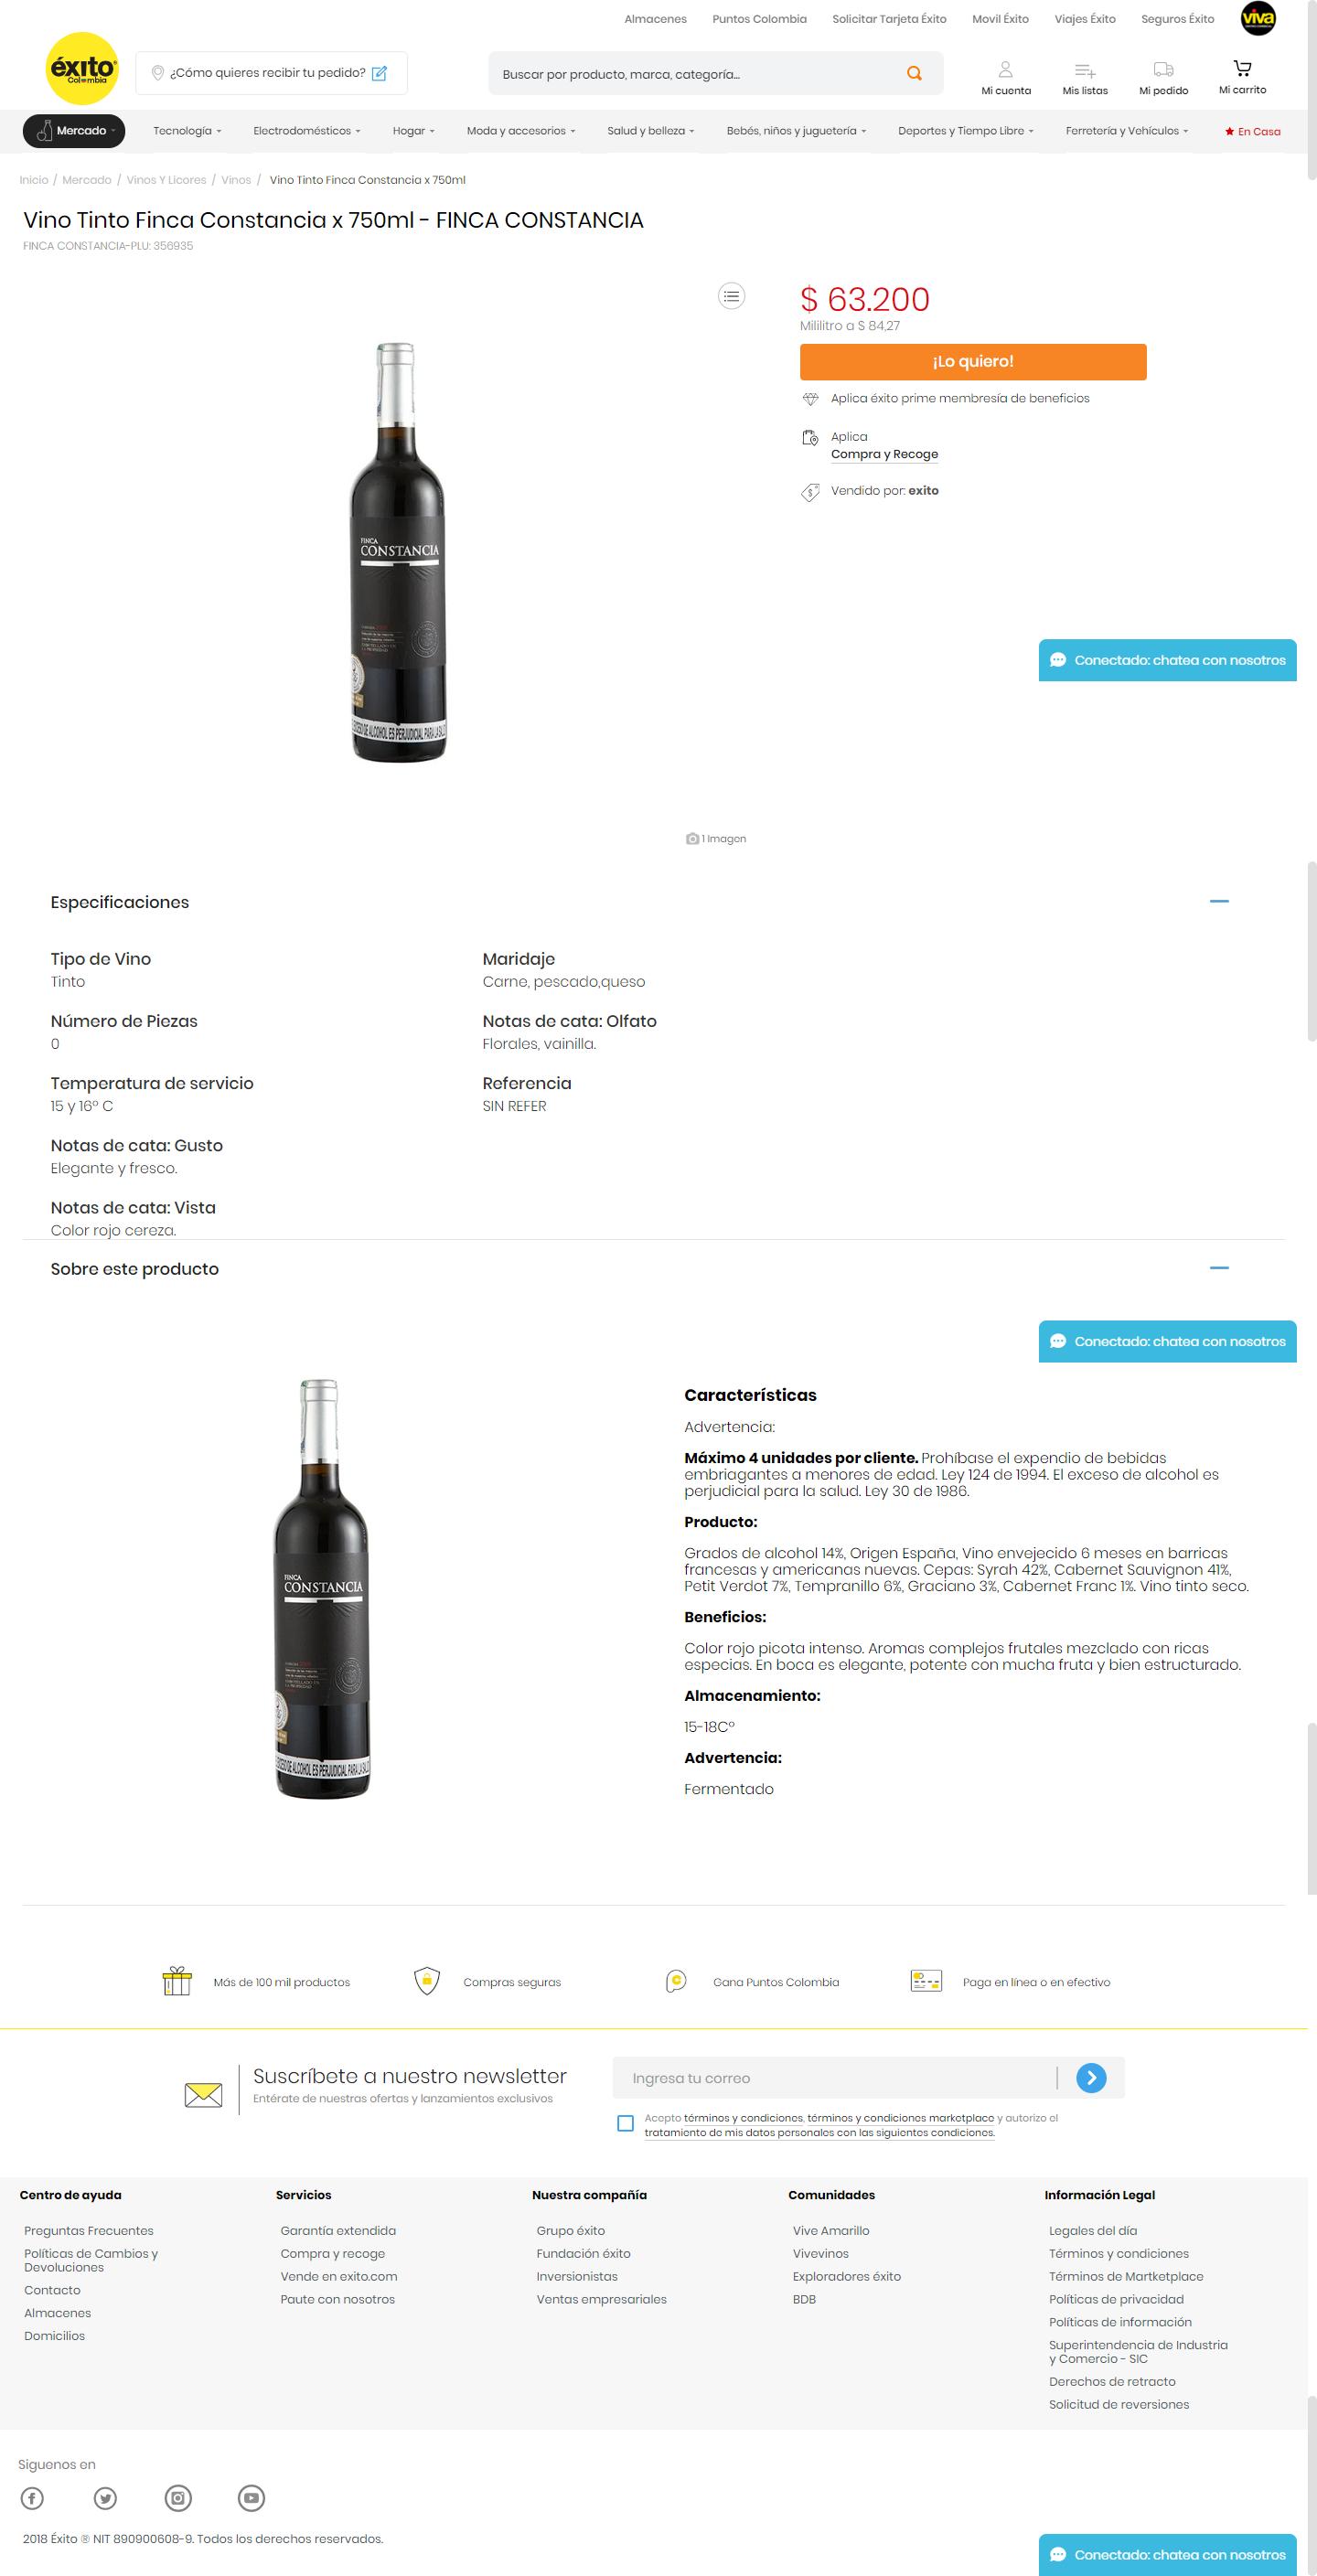 Almacenes Puntos Colombia Solicitar Tarjeta Éxito Movil Éxito Viajes Éxito Seguros Éxito viva
éxito
Colombia
¿Cómo quieres recibir tu pedido?
Buscar por producto, marca, categoría...
Mi cuenta Mis listas Mi pedido Mi carrito
Mercado Tecnología Electrodomésticos Hogar Moda y accesorios Salud y belleza Bebés, niños y juguetería Deportes y Tiempo Libre Ferretería y Vehículos En Casa
Inicio / Mercado / Vinos Y Licores / Vinos / Vino Tinto Finca Constancia x 750ml
Vino Tinto Finca Constancia x 750ml - FINCA CONSTANCIA
FINCA CONSTANCIA-PLU: 356935
$ 63.200
Mililitro a $ 84,27
¡Lo quiero!
Aplica éxito prime membresía de beneficios
Aplica
Compra y Recoge
Vendido por: exito
FINCA
CONSTANCIA
EXCESO DE ALCOHOL ES PERJUDICIAL PARA LA SALUD
Conectado: chatea con nosotros
1 Imagen
Especificaciones
Tipo de Vino
Tinto
Maridaje
Carne, pescado,queso
Número de Piezas
0
Notas de cata: Olfato
Florales, vainilla.
Temperatura de servicio
15 y 16° C
Referencia
SIN REFER
Notas de cata: Gusto
Elegante y fresco.
Notas de cata: Vista
Color rojo cereza.
Sobre este producto
Conectado: chatea con nosotros
FINCA
CONSTANCIA
EXCESO DE ALCOHOL ES PERJUDICIAL PARA LA SALUD
Características
Advertencia:
Máximo 4 unidades por cliente. Prohíbase el expendio de bebidas
embriagantes a menores de edad. Ley 124 de 1994. El exceso de alcohol es
perjudicial para la salud. Ley 30 de 1986.
Producto:
Grados de alcohol 14%, Origen España, Vino envejecido 6 meses en barricas
francesas y americanas nuevas. Cepas: Syrah 42%, Cabernet Sauvignon 41%,
Petit Verdot 7%, Tempranillo 6%, Graciano 3%, Cabernet Franc 1%. Vino tinto seco.
Beneficios:
Color rojo picota intenso. Aromas complejos frutales mezclado con ricas
especias. En boca es elegante, potente con mucha fruta y bien estructurado.
Almacenamiento:
15-18C°
Advertencia:
Fermentado
Más de 100 mil productos Compras seguras Gana Puntos Colombia Paga en línea o en efectivo
Suscríbete a nuestro newsletter
Entérate de nuestras ofertas y lanzamientos exclusivos
Ingresa tu correo
Acepto términos y condiciones, términos y condiciones marketplace y autorizo el
tratamiento de mis datos personales con las siguientes condiciones.
Centro de ayuda
Preguntas Frecuentes
Políticas de Cambios y
Devoluciones
Contacto
Almacenes
Domicilios
Servicios
Garantía extendida
Compra y recoge
Vende en exito.com
Paute con nosotros
Nuestra compañía
Grupo éxito
Fundación éxito
Inversionistas
Ventas empresariales
Comunidades
Vive Amarillo
Vivevinos
Exploradores éxito
BDB
Información Legal
Legales del día
Términos y condiciones
Términos de Martketplace
Políticas de privacidad
Políticas de información
Superintendencia de Industria
y Comercio - SIC
Derechos de retracto
Solicitud de reversiones
Siguenos en
2018 Éxito ® NIT 890900608-9. Todos los derechos reservados.
Conectado: chatea con nosotros